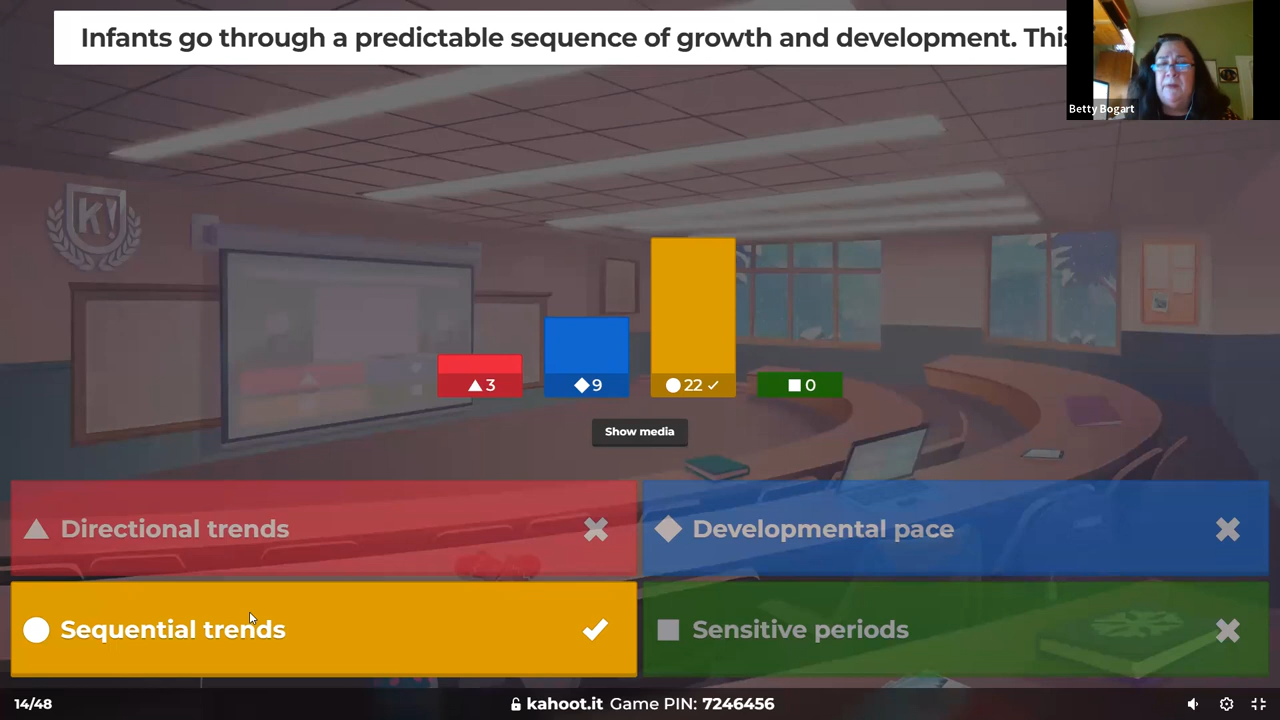 Infants go through a predictable sequence of growth and development. This
Betty Bogart
K!
3
9
22
0
Show media
Directional trends
Developmental pace
Sequential trends
Sensitive periods
14/48
kahoot.it Game PIN: 7246456